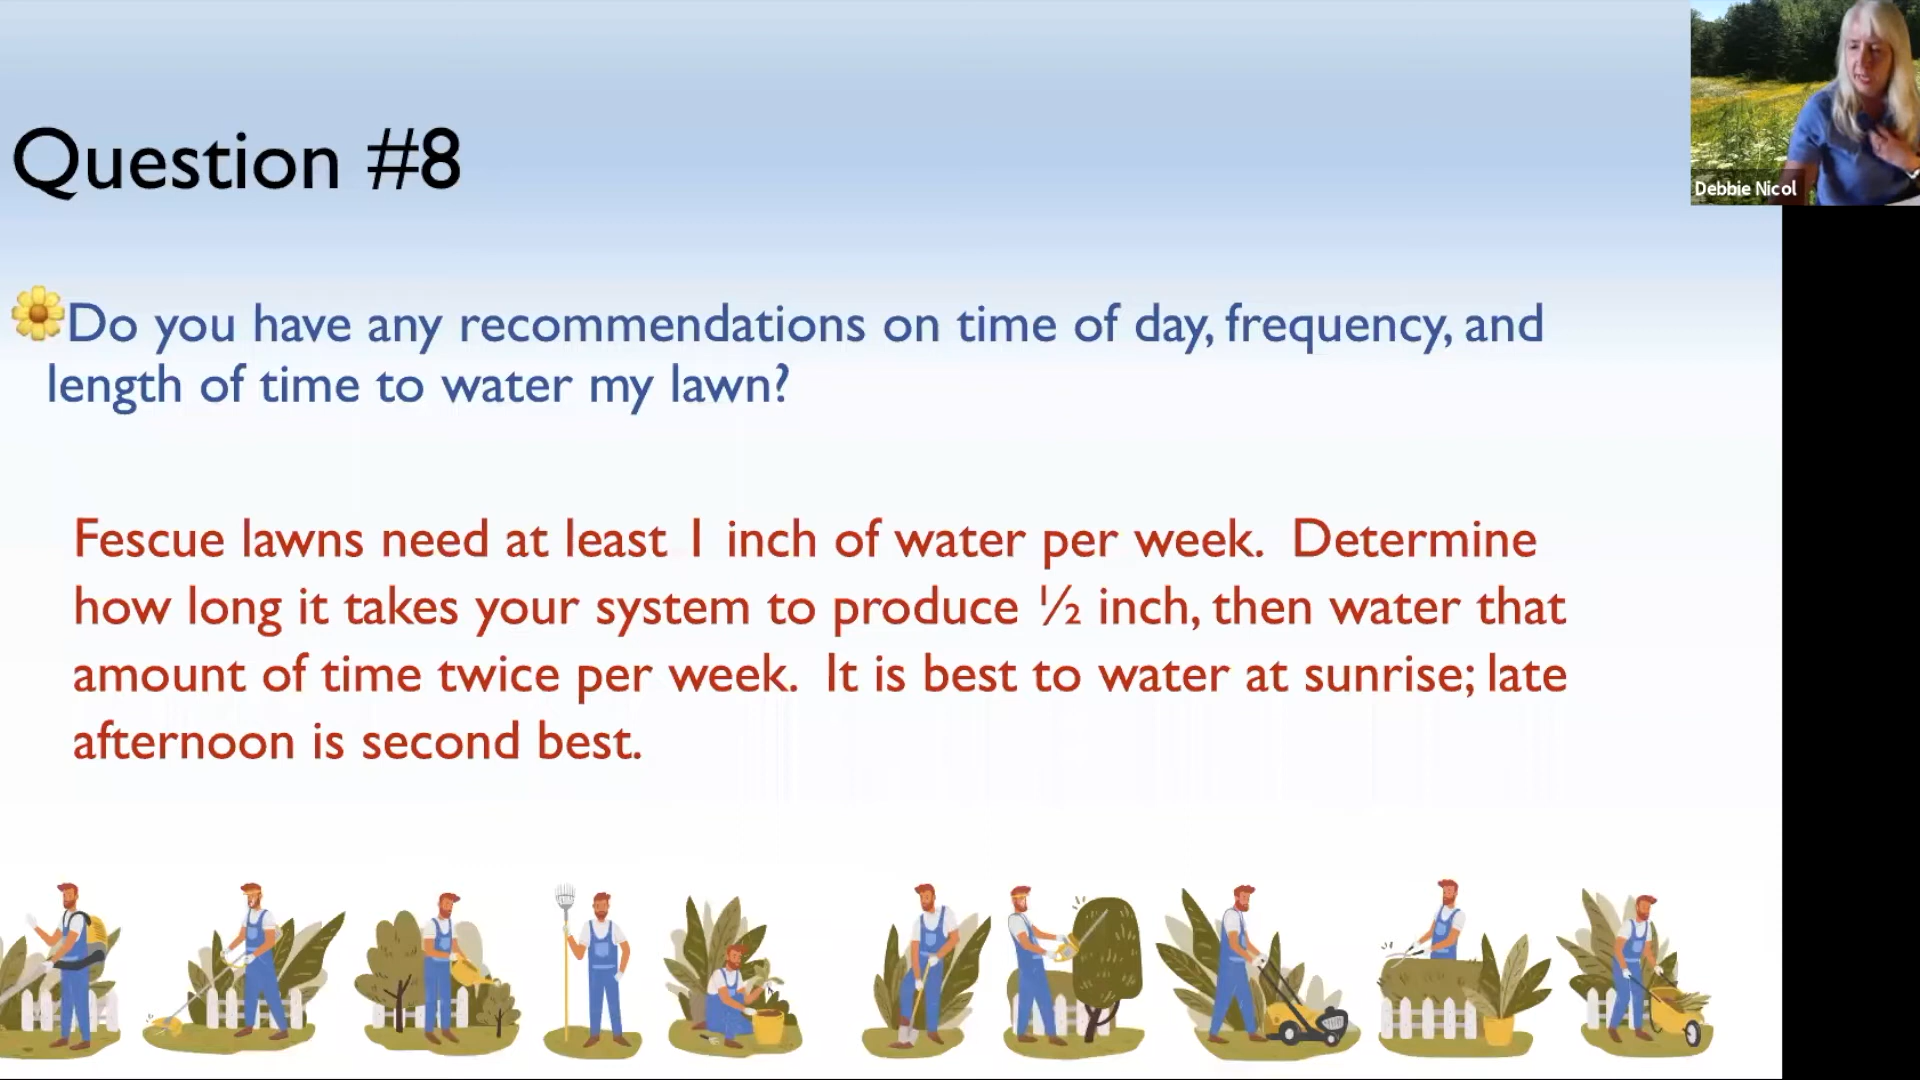 Question #8
Debbie Nicol
Do you have any recommendations on time of day, frequency, and
length of time to water my lawn?
Fescue lawns need at least 1 inch of water per week.  Determine
how long it takes your system to produce ½ inch, then water that
amount of time twice per week.  It is best to water at sunrise; late
afternoon is second best.